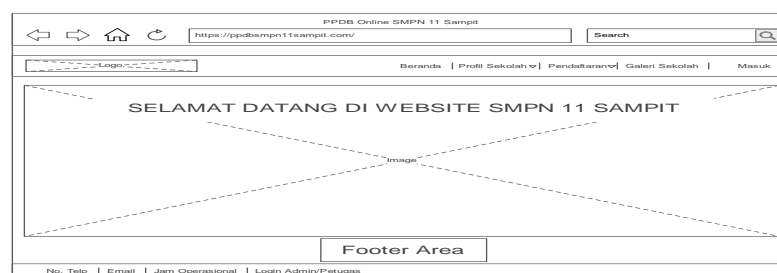 PPDB Online SMPN 11 Sampit
https://ppdbsmpn11sampit.com/ Search
Logo Beranda | Profil Sekolah | Pendaftaran | Galeri Sekolah | Masuk
SELAMAT DATANG DI WEBSITE SMPN 11 SAMPIT
Image
Footer Area
No. Telp | Email | Jam Operasional | Login Admin/Petugas